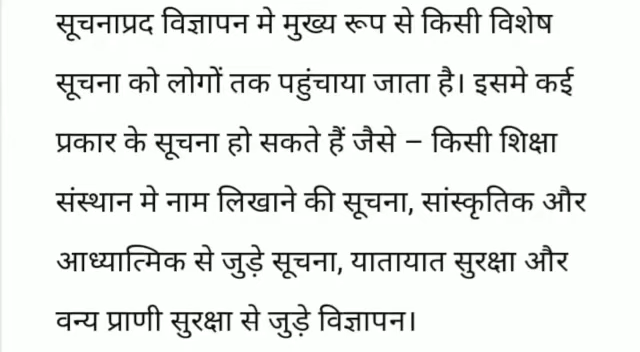 सूचनाप्रद विज्ञापन मे मुख्य रूप से किसी विशेष
सूचना को लोगों तक पहुंचाया जाता है। इसमे कई
प्रकार के सूचना हो सकते हैं जैसे – किसी शिक्षा
संस्थान मे नाम लिखाने की सूचना, सांस्कृतिक और
आध्यात्मिक से जुड़े सूचना, यातायात सुरक्षा और
वन्य प्राणी सुरक्षा से जुड़े विज्ञापन।